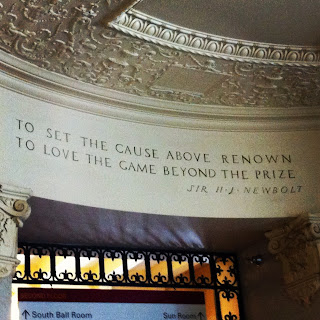 TO SET THE CAUSE ABOVE RENOWN
TO LOVE THE GAME BEYOND THE PRIZE
SIR H·J·NEWBOLT
↑ South Ball Room Sun Room ↑